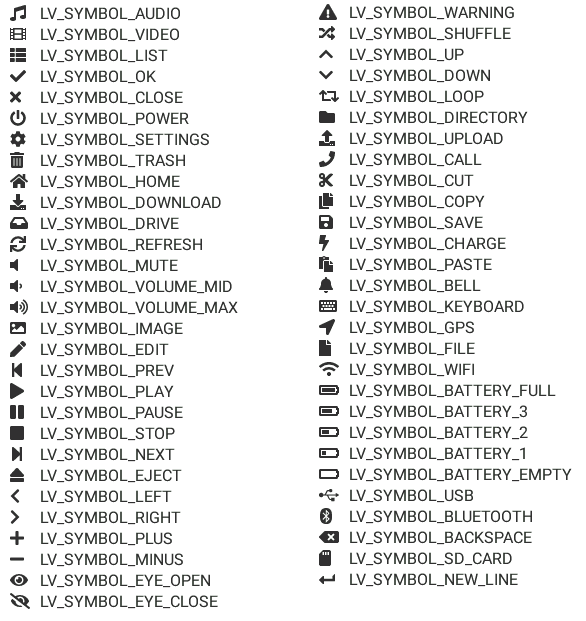 LV_SYMBOL_AUDIO
LV_SYMBOL_VIDEO
LV_SYMBOL_LIST
LV_SYMBOL_OK
LV_SYMBOL_CLOSE
LV_SYMBOL_POWER
LV_SYMBOL_SETTINGS
LV_SYMBOL_TRASH
LV_SYMBOL_HOME
LV_SYMBOL_DOWNLOAD
LV_SYMBOL_DRIVE
LV_SYMBOL_REFRESH
LV_SYMBOL_MUTE
LV_SYMBOL_VOLUME_MID
LV_SYMBOL_VOLUME_MAX
LV_SYMBOL_IMAGE
LV_SYMBOL_EDIT
LV_SYMBOL_PREV
LV_SYMBOL_PLAY
LV_SYMBOL_PAUSE
LV_SYMBOL_STOP
LV_SYMBOL_NEXT
LV_SYMBOL_EJECT
LV_SYMBOL_LEFT
LV_SYMBOL_RIGHT
LV_SYMBOL_PLUS
LV_SYMBOL_MINUS
LV_SYMBOL_EYE_OPEN
LV_SYMBOL_EYE_CLOSE
LV_SYMBOL_WARNING
LV_SYMBOL_SHUFFLE
LV_SYMBOL_UP
LV_SYMBOL_DOWN
LV_SYMBOL_LOOP
LV_SYMBOL_DIRECTORY
LV_SYMBOL_UPLOAD
LV_SYMBOL_CALL
LV_SYMBOL_CUT
LV_SYMBOL_COPY
LV_SYMBOL_SAVE
LV_SYMBOL_CHARGE
LV_SYMBOL_PASTE
LV_SYMBOL_BELL
LV_SYMBOL_KEYBOARD
LV_SYMBOL_GPS
LV_SYMBOL_FILE
LV_SYMBOL_WIFI
LV_SYMBOL_BATTERY_FULL
LV_SYMBOL_BATTERY_3
LV_SYMBOL_BATTERY_2
LV_SYMBOL_BATTERY_1
LV_SYMBOL_BATTERY_EMPTY
LV_SYMBOL_USB
LV_SYMBOL_BLUETOOTH
LV_SYMBOL_BACKSPACE
LV_SYMBOL_SD_CARD
LV_SYMBOL_NEW_LINE